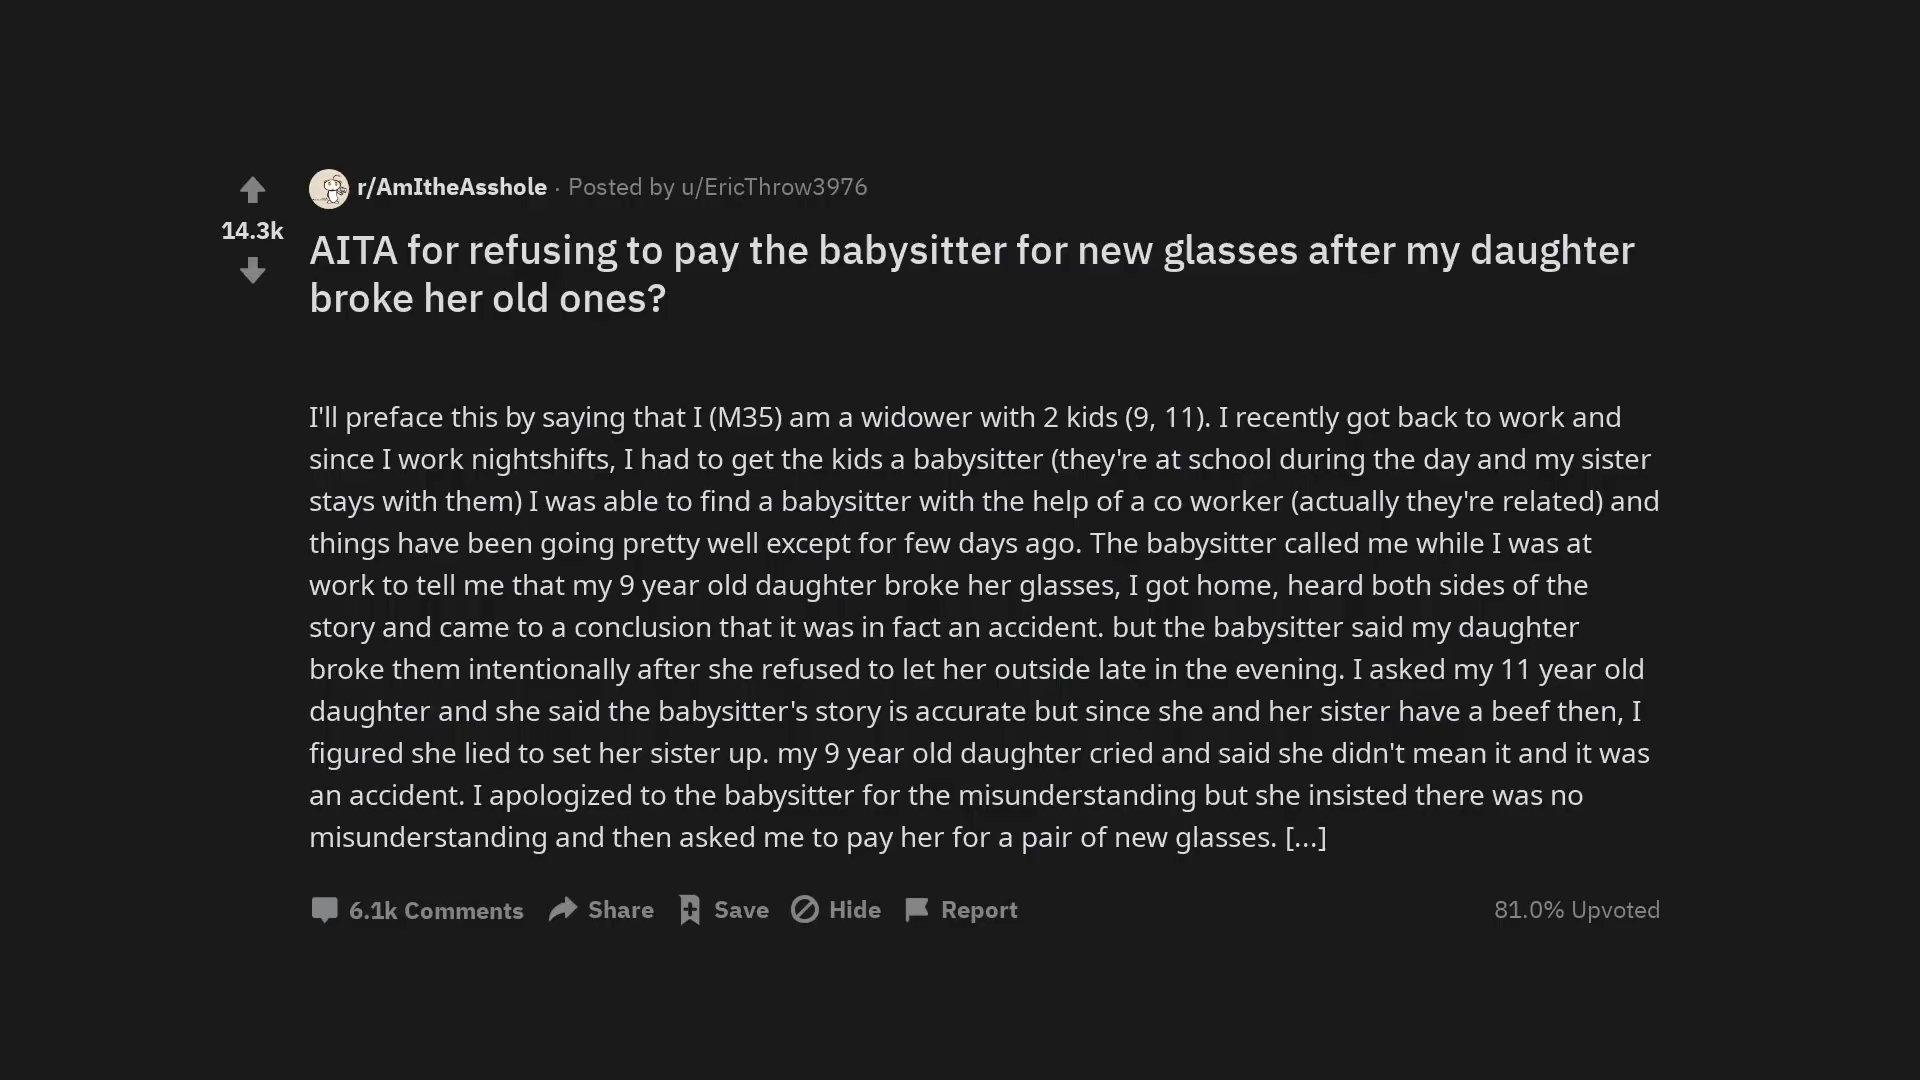 r/AmItheAsshole · Posted by u/EricThrow3976
14.3k
AITA for refusing to pay the babysitter for new glasses after my daughter
broke her old ones?
I'll preface this by saying that I (M35) am a widower with 2 kids (9, 11). I recently got back to work and
since I work nightshifts, I had to get the kids a babysitter (they're at school during the day and my sister
stays with them) I was able to find a babysitter with the help of a co worker (actually they're related) and
things have been going pretty well except for few days ago. The babysitter called me while I was at
work to tell me that my 9 year old daughter broke her glasses, I got home, heard both sides of the
story and came to a conclusion that it was in fact an accident. but the babysitter said my daughter
broke them intentionally after she refused to let her outside late in the evening. I asked my 11 year old
daughter and she said the babysitter's story is accurate but since she and her sister have a beef then, I
figured she lied to set her sister up. my 9 year old daughter cried and said she didn't mean it and it was
an accident. I apologized to the babysitter for the misunderstanding but she insisted there was no
misunderstanding and then asked me to pay her for a pair of new glasses. [...]
6.1k Comments Share Save Hide Report 81.0% Upvoted